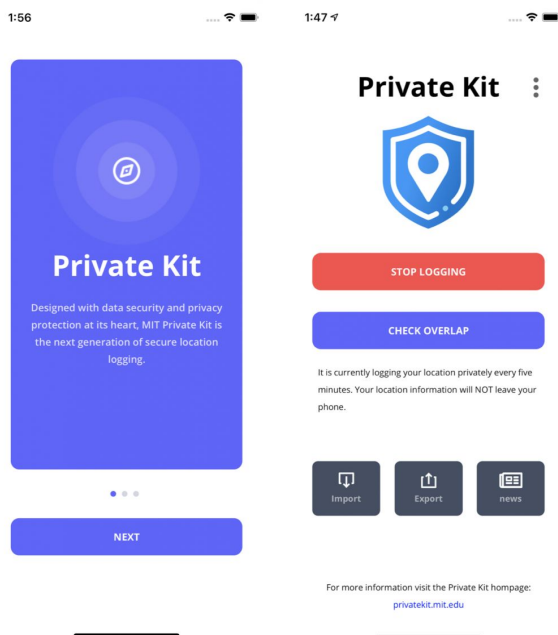 1:56
Private Kit
Designed with data security and privacy
protection at its heart, MIT Private Kit is
the next generation of secure location
logging.
NEXT
1:47
Private Kit
STOP LOGGING
CHECK OVERLAP
It is currently logging your location privately every five
minutes. Your location information will NOT leave your
phone.
Import
Export
news
For more information visit the Private Kit hompage:
privatekit.mit.edu